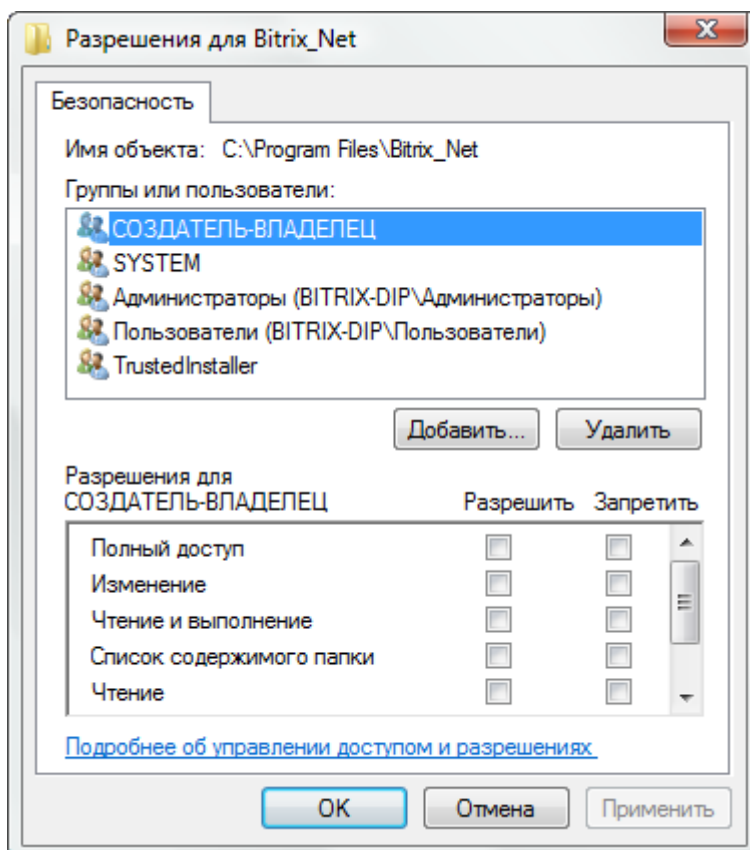 Разрешения для Bitrix_Net
Безопасность
Имя объекта: C:\Program Files\Bitrix_Net
Группы или пользователи:
СОЗДАТЕЛЬ-ВЛАДЕЛЕЦ
SYSTEM
Администраторы (BITRIX-DIP\Администраторы)
Пользователи (BITRIX-DIP\Пользователи)
TrustedInstaller
Добавить... Удалить
Разрешения для
СОЗДАТЕЛЬ-ВЛАДЕЛЕЦ Разрешить Запретить
Полный доступ
Изменение
Чтение и выполнение
Список содержимого папки
Чтение
Подробнее об управлении доступом и разрешениях
OK Отмена Применить